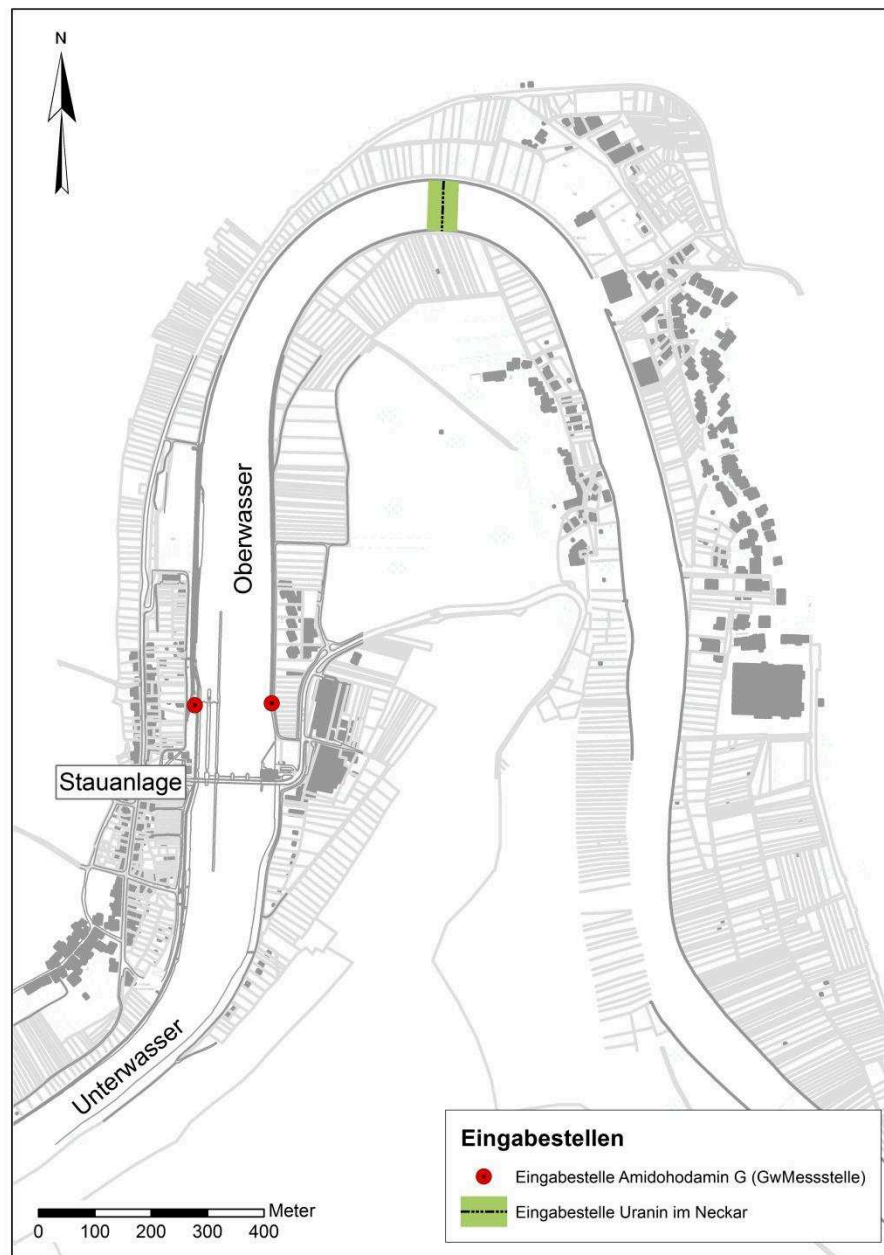 N
Oberwasser
Stauanlage
Unterwasser
Eingabestellen
Eingabestelle Amidohodamin G (GwMessstelle)
Eingabestelle Uranin im Neckar
Meter
0 100 200 300 400